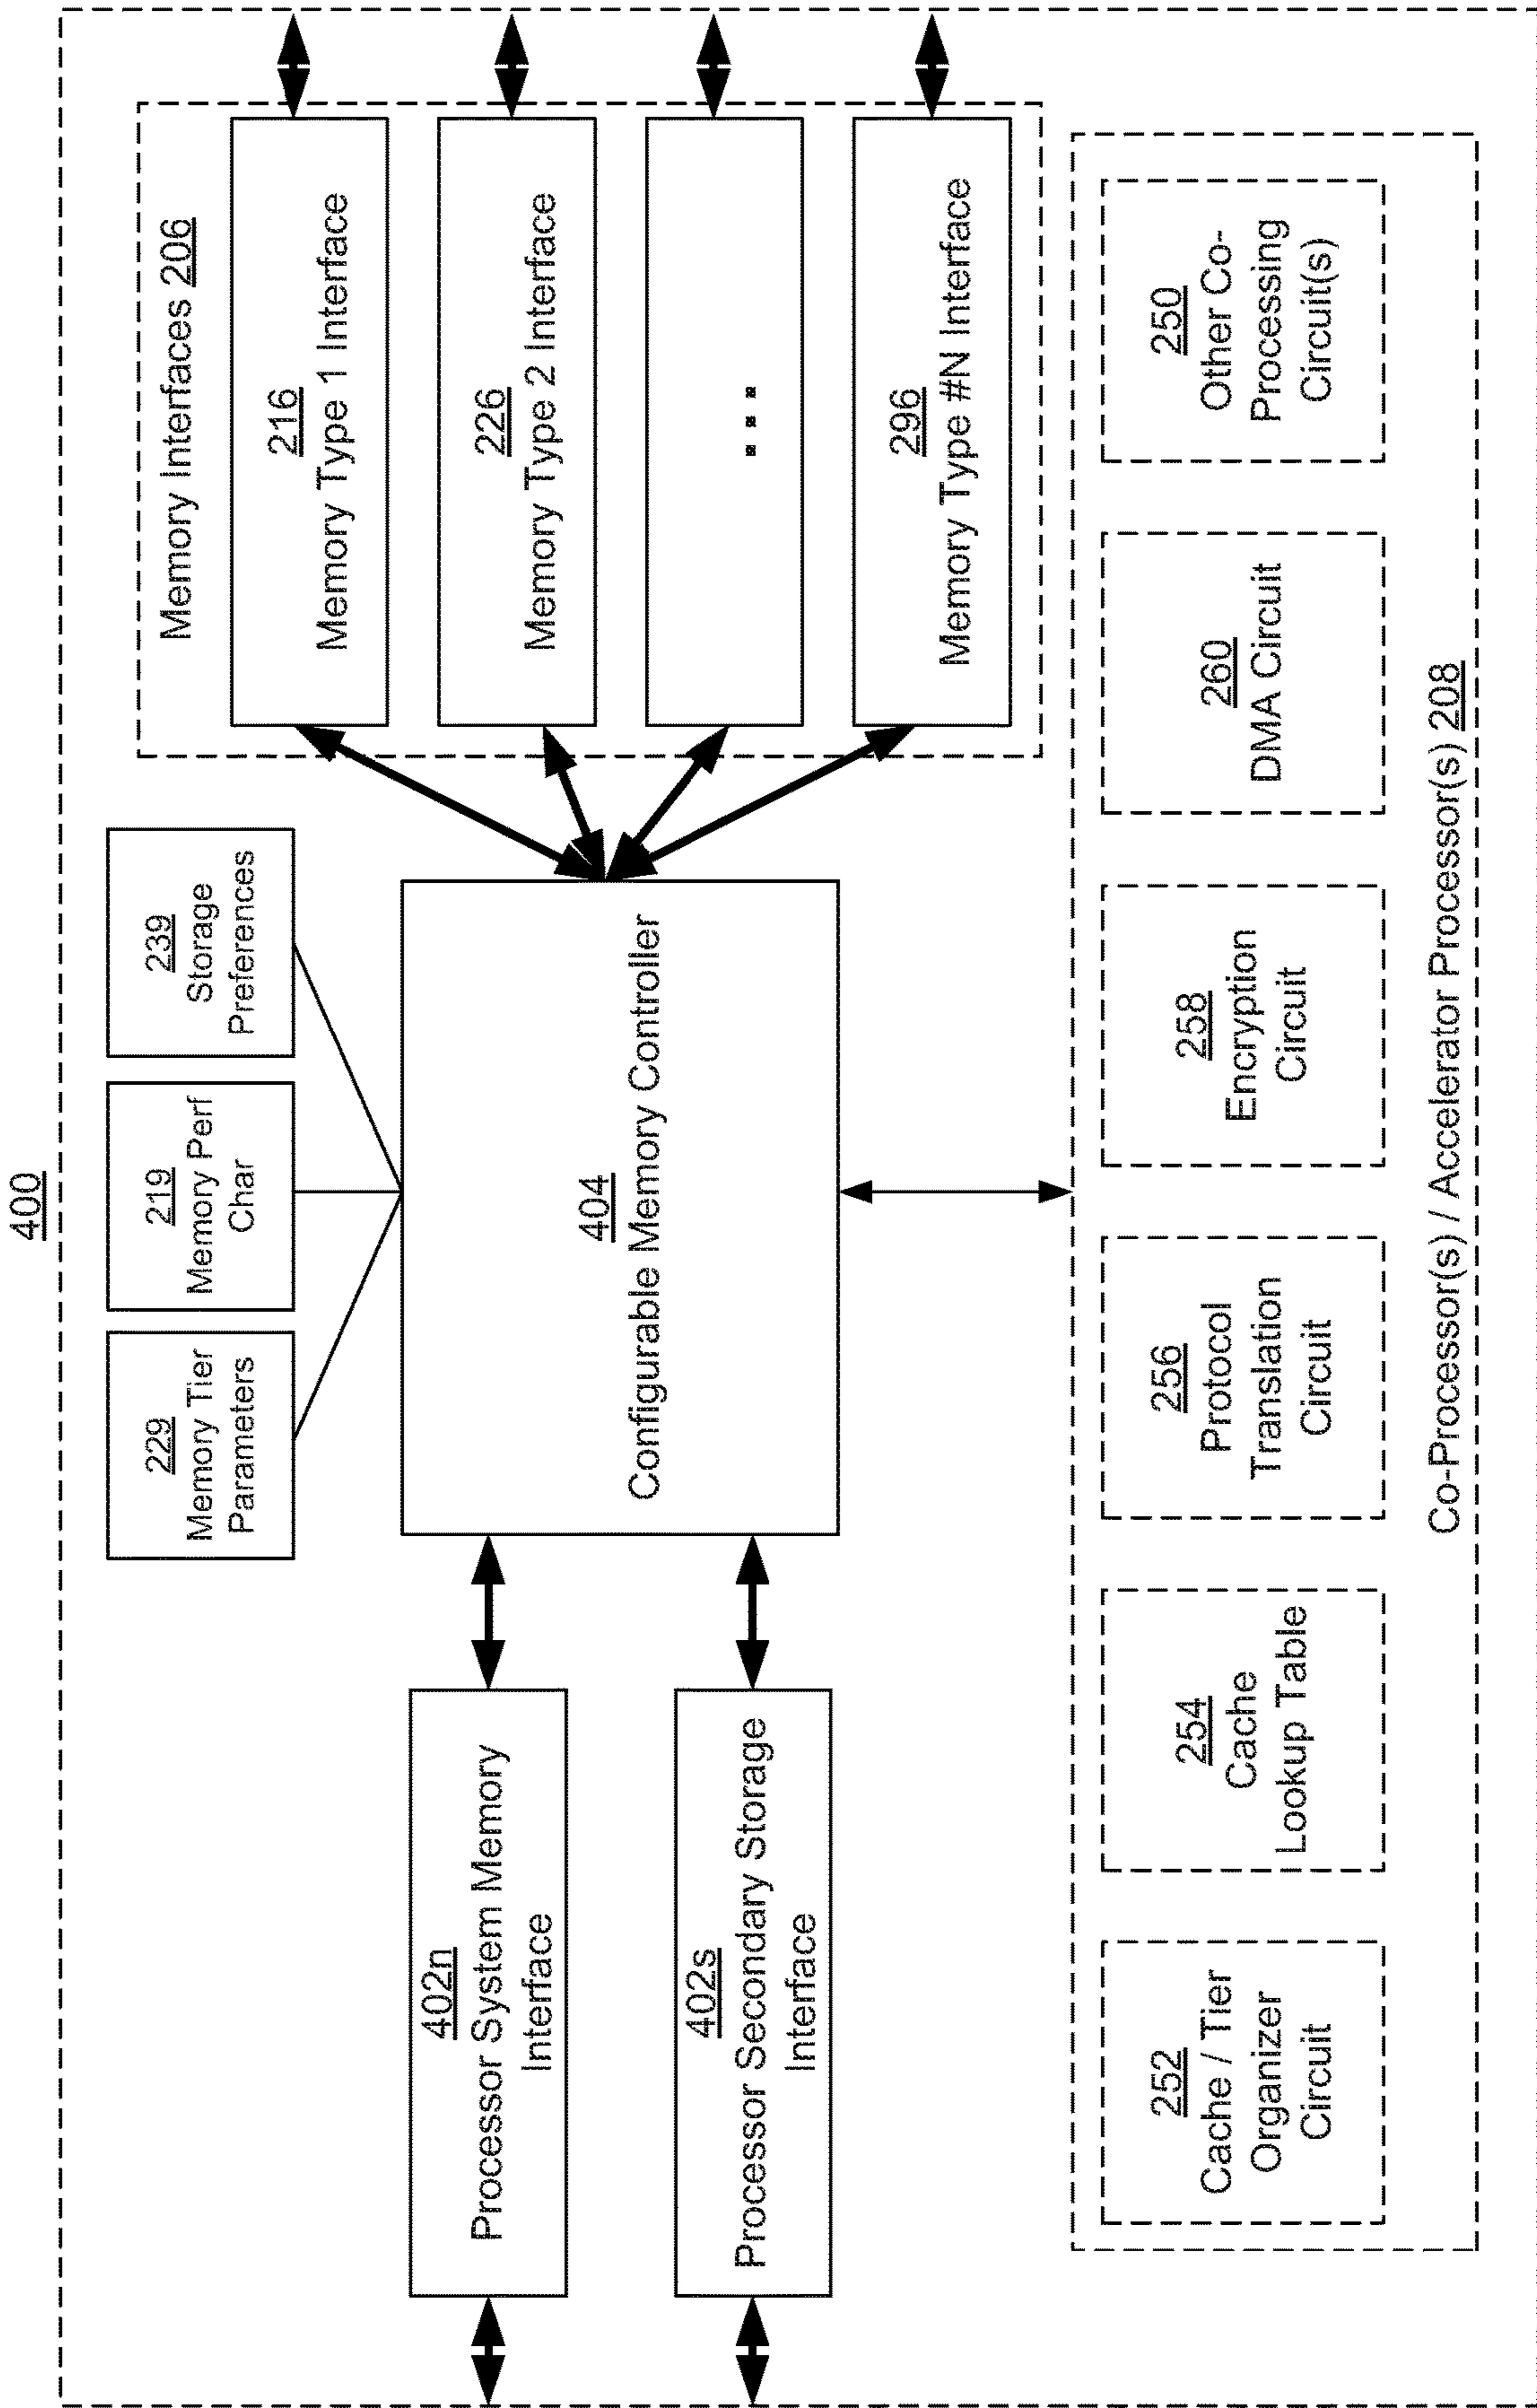 400
229
Memory Tier
Parameters
219
Memory Perf
Char
239
Storage
Preferences
Memory Interfaces 206
216
Memory Type 1 Interface
226
Memory Type 2 Interface
...
296
Memory Type #N Interface
402n
Processor System Memory
Interface
402s
Processor Secondary Storage
Interface
404
Configurable Memory Controller
252
Cache / Tier
Organizer
Circuit
254
Cache
Lookup Table
256
Protocol
Translation
Circuit
258
Encryption
Circuit
260
DMA Circuit
250
Other Co-
Processing
Circuit(s)
Co-Processor(s) / Accelerator Processor(s) 208